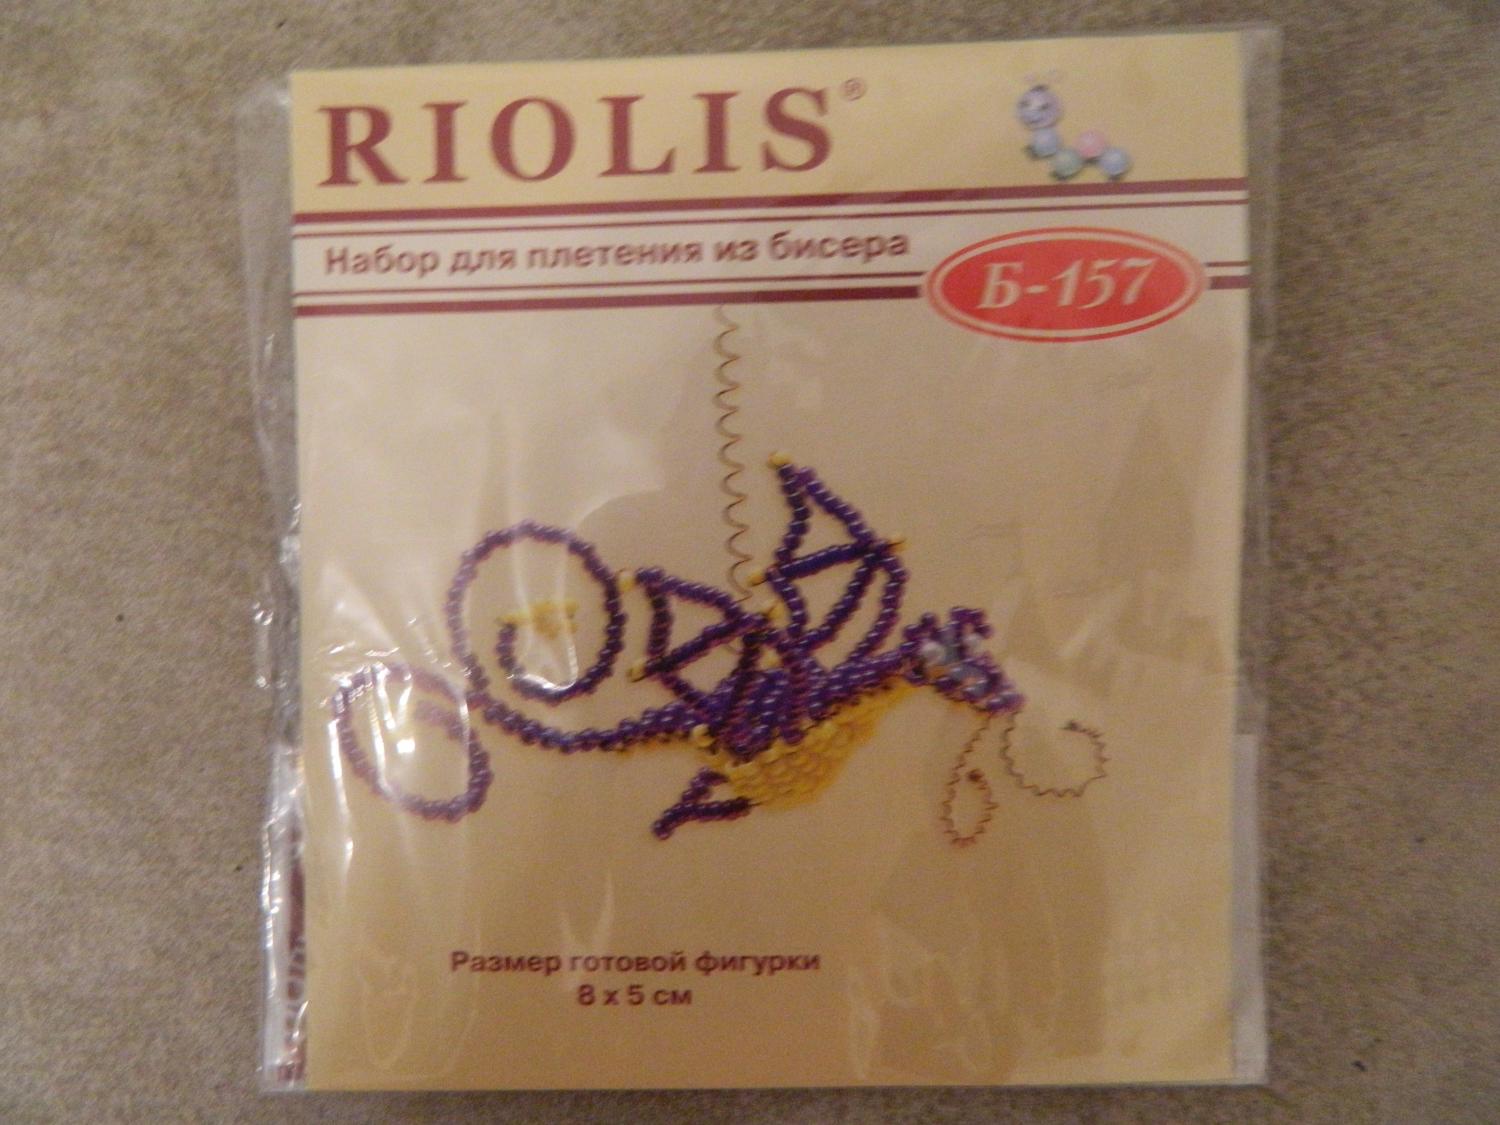 RIOLIS®
Набор для плетения из бисера
Б-157
Размер готовой фигурки
8 х 5 см